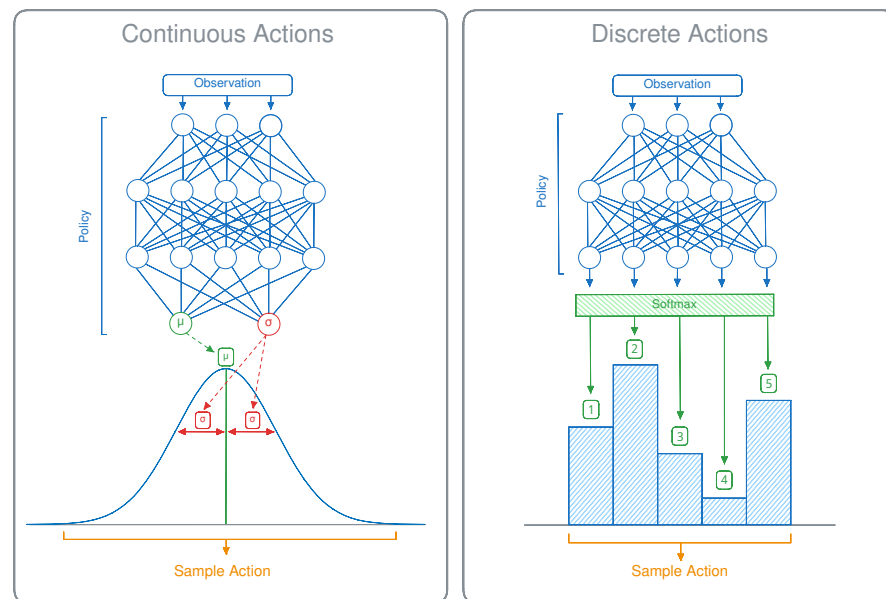 Continuous Actions
Observation
Policy
μ
σ
μ
σ
σ
Sample Action
Discrete Actions
Observation
Policy
Softmax
1
2
3
4
5
Sample Action